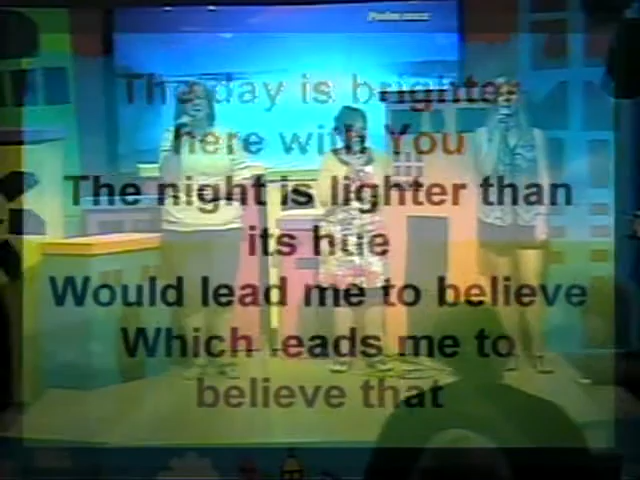 The day is brighter
here with You
The night is lighter than
its hue
Would lead me to believe
Which leads me to
believe that